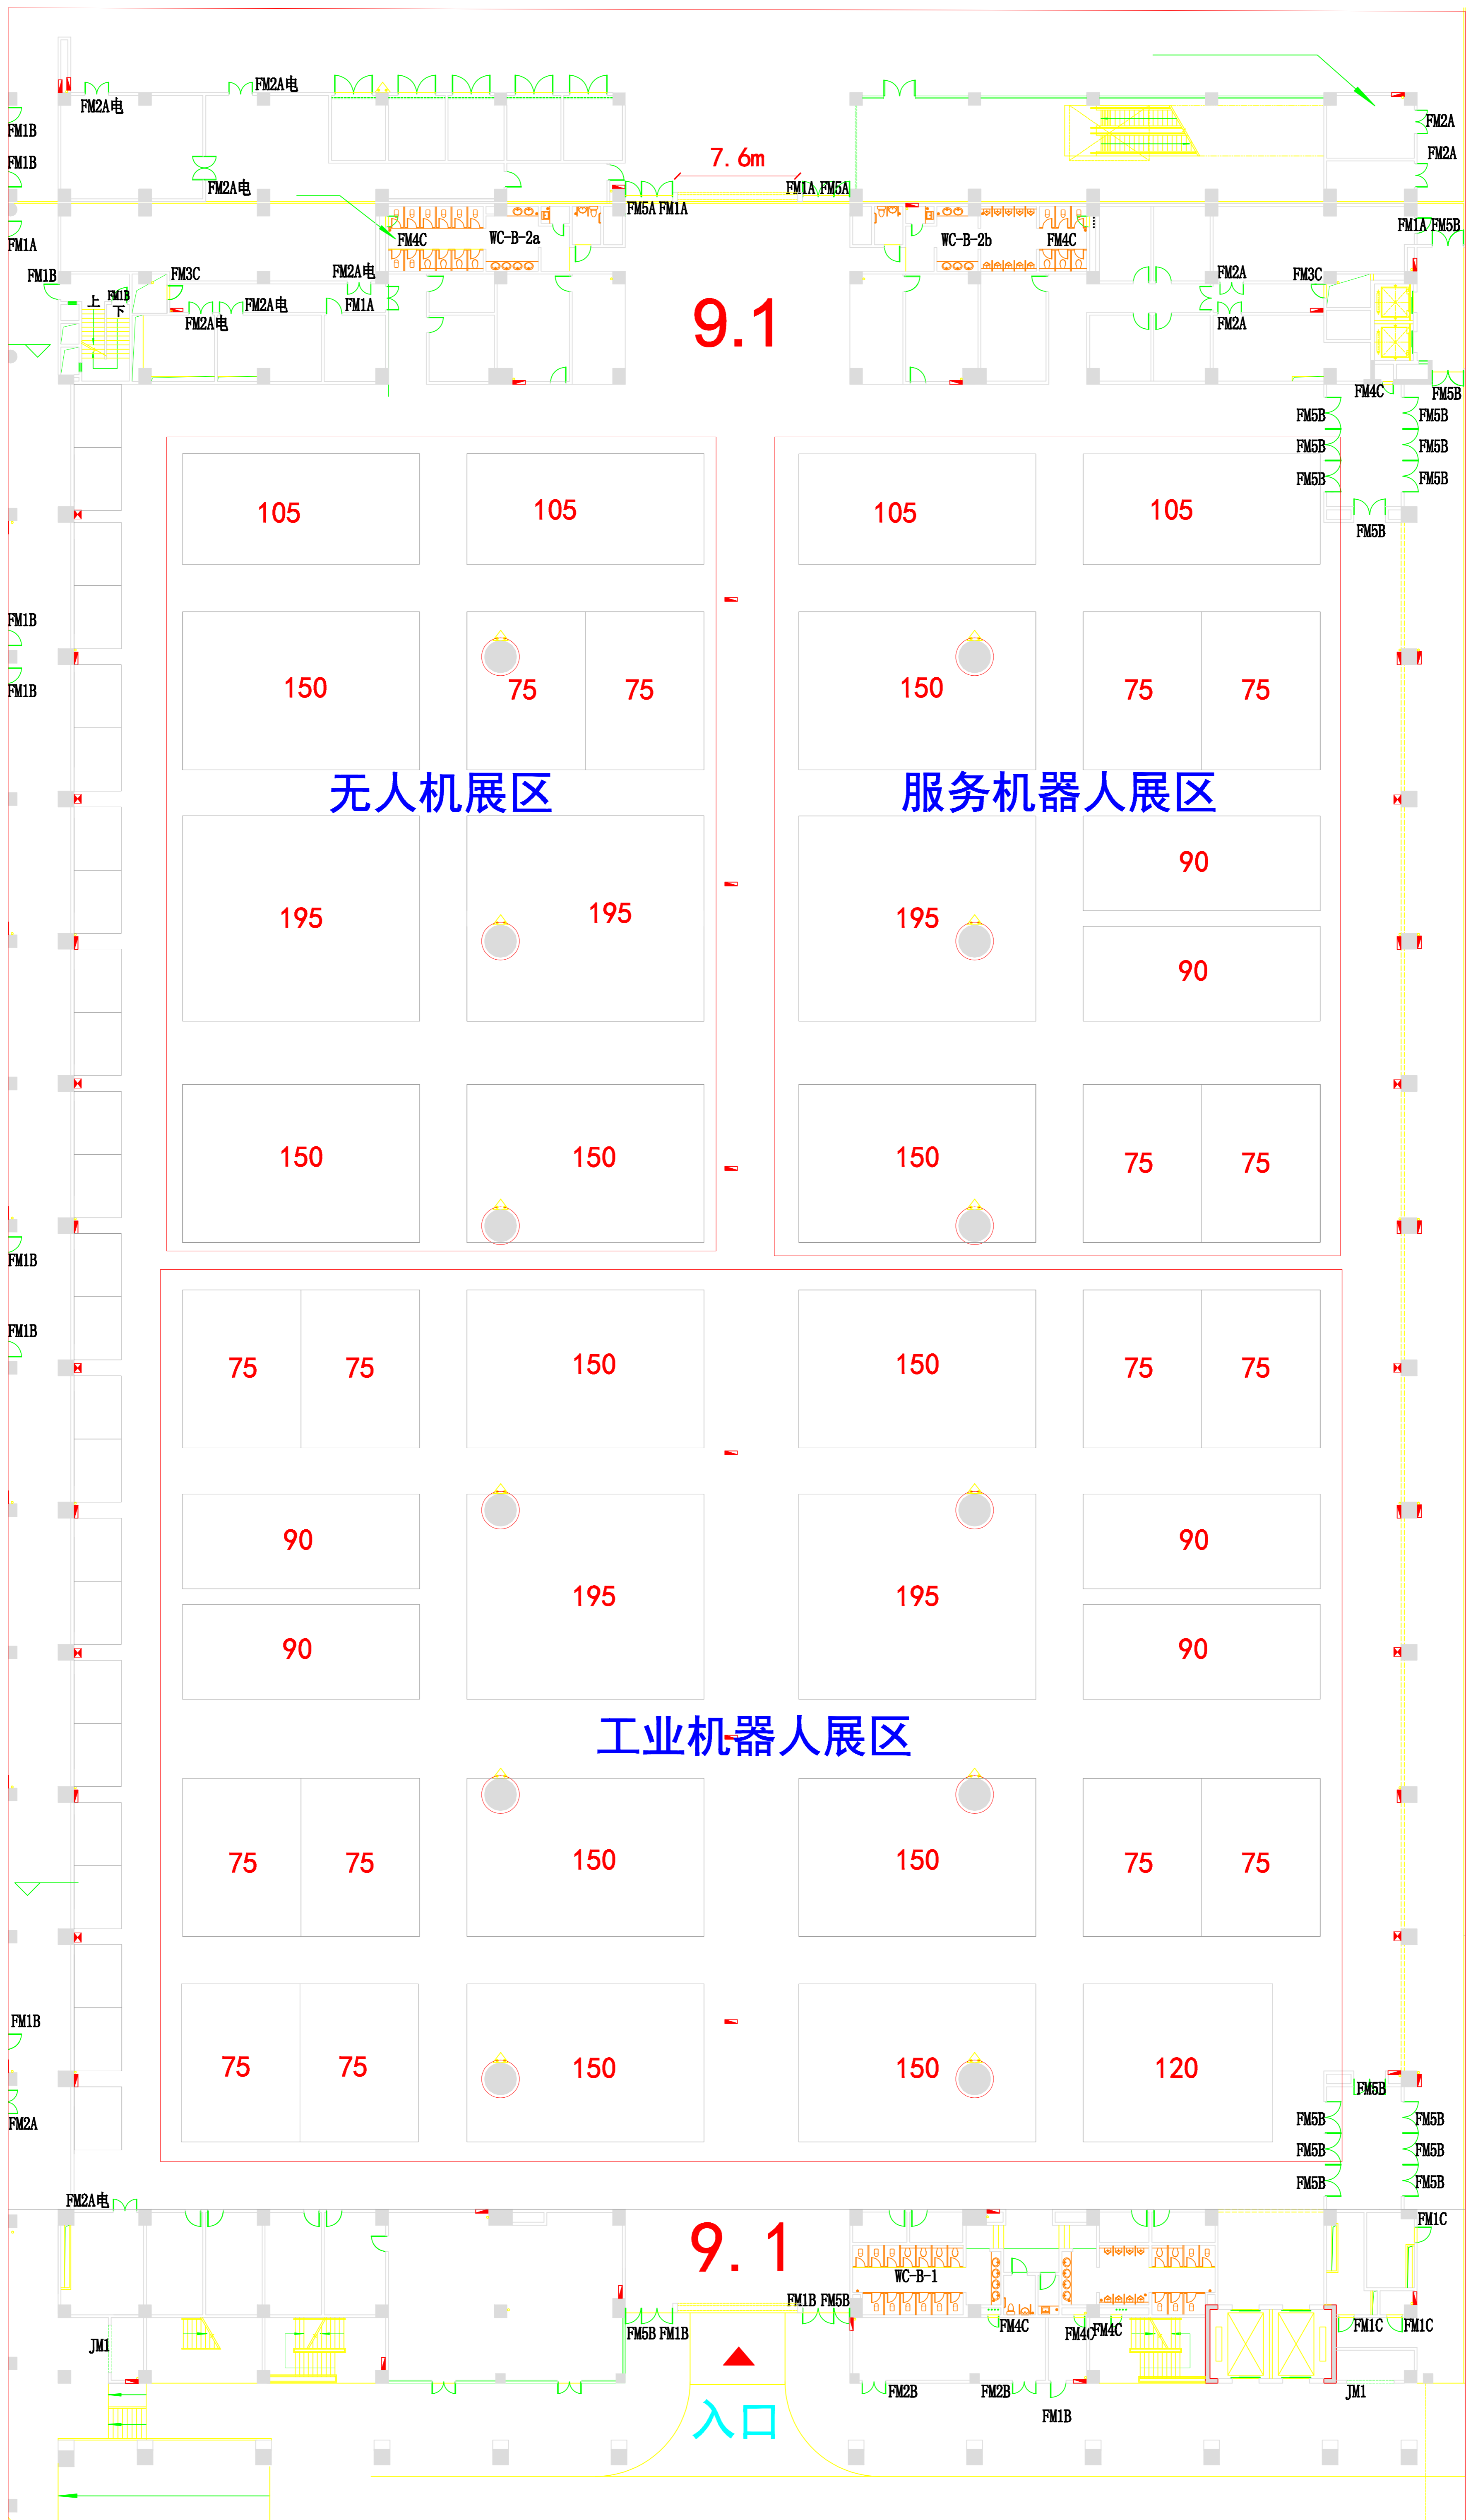 FM2A电
FM2A电
FM2A
FM1B
FM1B
7.6m
FM2A
FM2A电
FM1A FM5A
FM5A FM1A
FM1A
FM4C
WC-B-2a
WC-B-2b
FM4C
FM1A FM5B
FM1B
FM3C
FM2A电
FM2A
FM3C
上
FM1B
下
FM2A电
FM1A
FM2A电
FM2A
9.1
FM4C
FM5B
FM5B
FM5B
FM5B
FM5B
FM5B
FM5B
FM5B
105
105
105
105
FM1B
FM1B
150
75
75
150
75
75
无人机展区
服务机器人展区
195
195
195
90
90
150
150
150
75
75
FM1B
FM1B
75
75
150
150
75
75
90
90
195
195
90
90
工业机器人展区
75
75
150
150
75
75
FM1B
FM2A
75
75
150
150
120
FM5B
FM5B
FM5B
FM5B
FM5B
FM5B
FM5B
FM2A电
9.1
FM1C
WC-B-1
FM1B FM5B
FM5B FM1B
FM4C
FM4C
FM4C
FM1C
FM1C
JM1
FM2B
FM2B
JM1
FM1B
入口